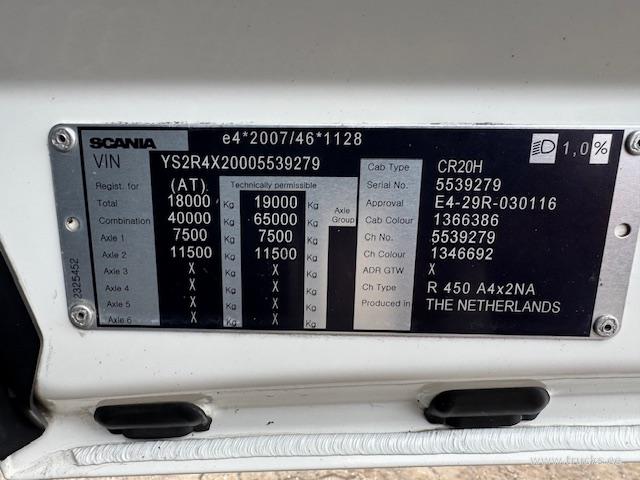 SCANIA e4*2007/46*1128
VIN YS2R4X20005539279
1,0%
Regist. for (AT) Technically permissible
Total 18000 Kg 19000 Kg
Combination 40000 Kg 65000 Kg Axle Group
Axle 1 7500 Kg 7500 Kg
Axle 2 11500 Kg 11500 Kg
Axle 3 X Kg X Kg
Axle 4 X Kg X Kg
Axle 5 X Kg X Kg
Axle 6 X Kg X Kg
Cab Type CR20H
Serial No. 5539279
Approval E4-29R-030116
Cab Colour 1366386
Ch No. 5539279
Ch Colour 1346692
ADR GTW X
Ch Type R 450 A4x2NA
Produced in THE NETHERLANDS
2325452